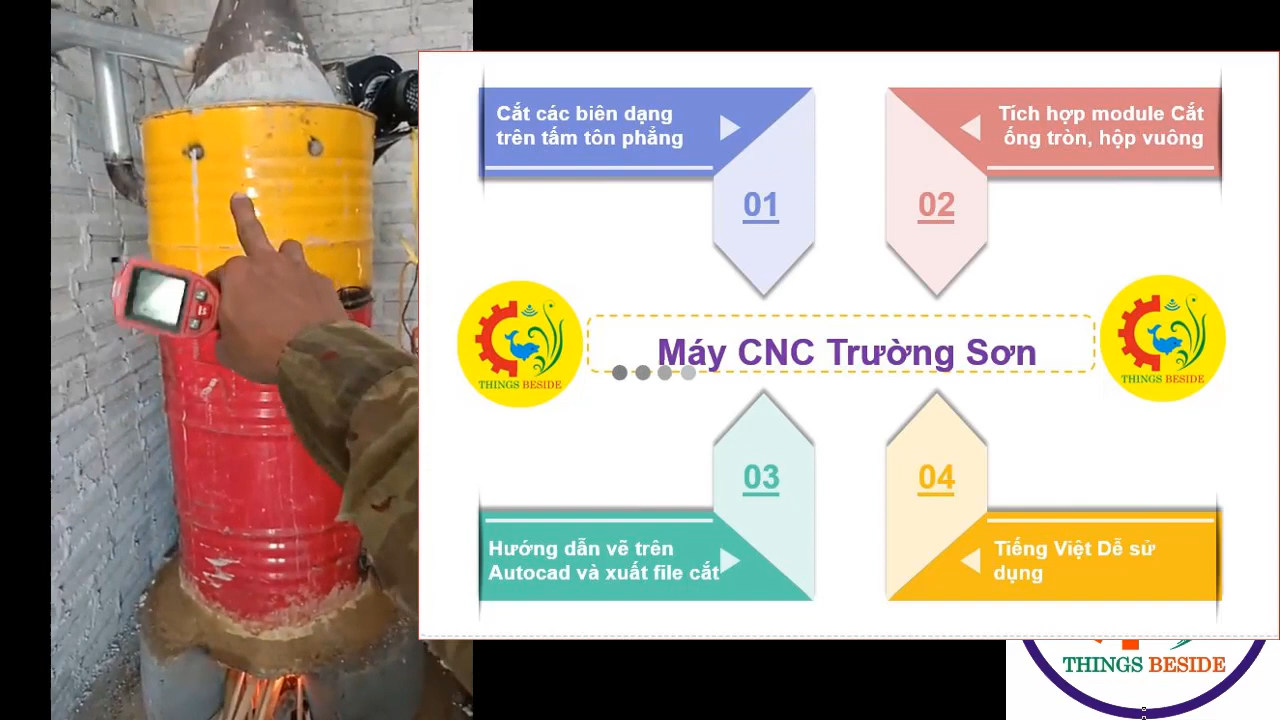 Cắt các biên dạng
trên tấm tôn phẳng
01
Tích hợp module Cắt
ống tròn, hộp vuông
02
THINGS BESIDE
Máy CNC Trường Sơn
THINGS BESIDE
03
Hướng dẫn vẽ trên
Autocad và xuất file cắt
04
Tiếng Việt Dễ sử
dụng
THINGS BESIDE